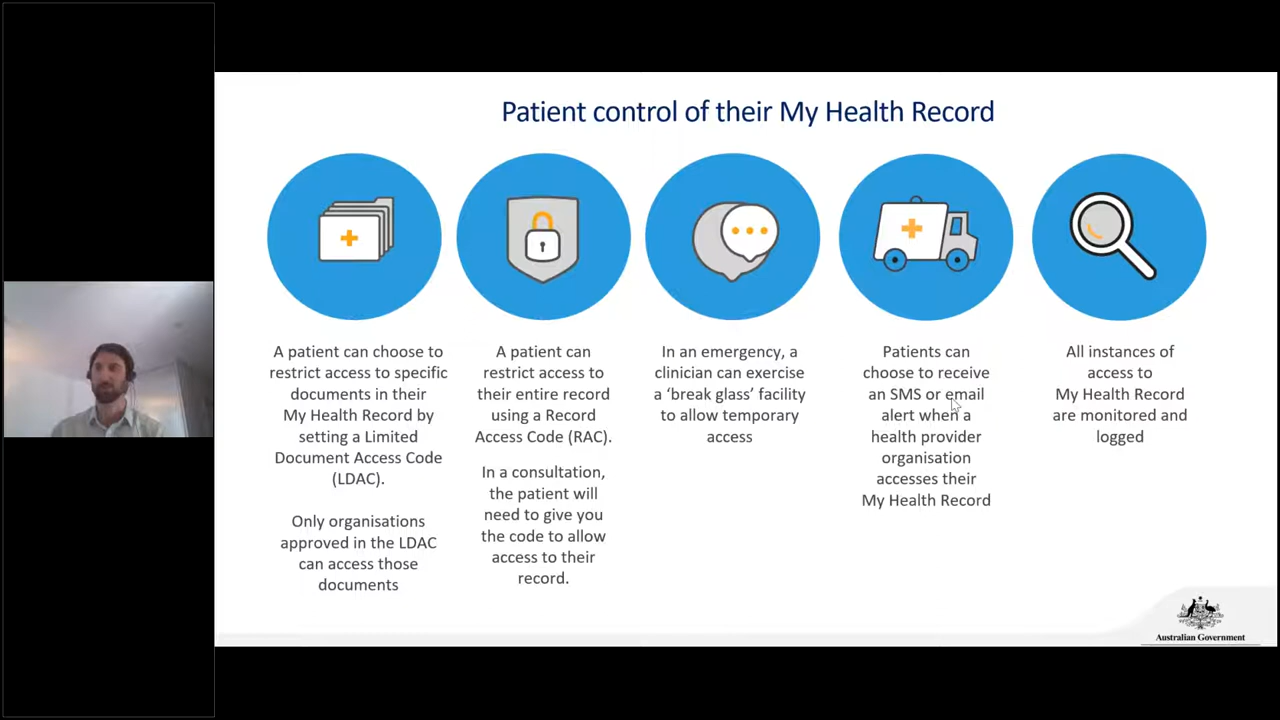 Patient control of their My Health Record
A patient can choose to
restrict access to specific
documents in their
My Health Record by
setting a Limited
Document Access Code
(LDAC).
Only organisations
approved in the LDAC
can access those
documents
A patient can
restrict access to
their entire record
using a Record
Access Code (RAC).
In a consultation,
the patient will
need to give you
the code to allow
access to their
record.
In an emergency, a
clinician can exercise
a ‘break glass’ facility
to allow temporary
access
Patients can
choose to receive
an SMS or email
alert when a
health provider
organisation
accesses their
My Health Record
All instances of
access to
My Health Record
are monitored and
logged
Australian Government